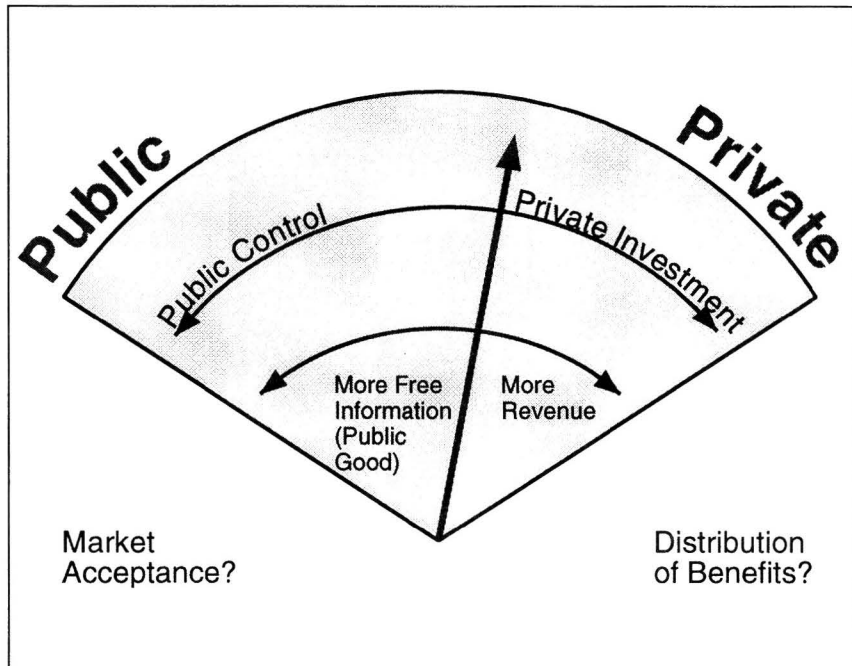 Public
Private
Public Control
Private Investment
More Free
Information
(Public
Good)
More
Revenue
Market
Acceptance?
Distribution
of Benefits?